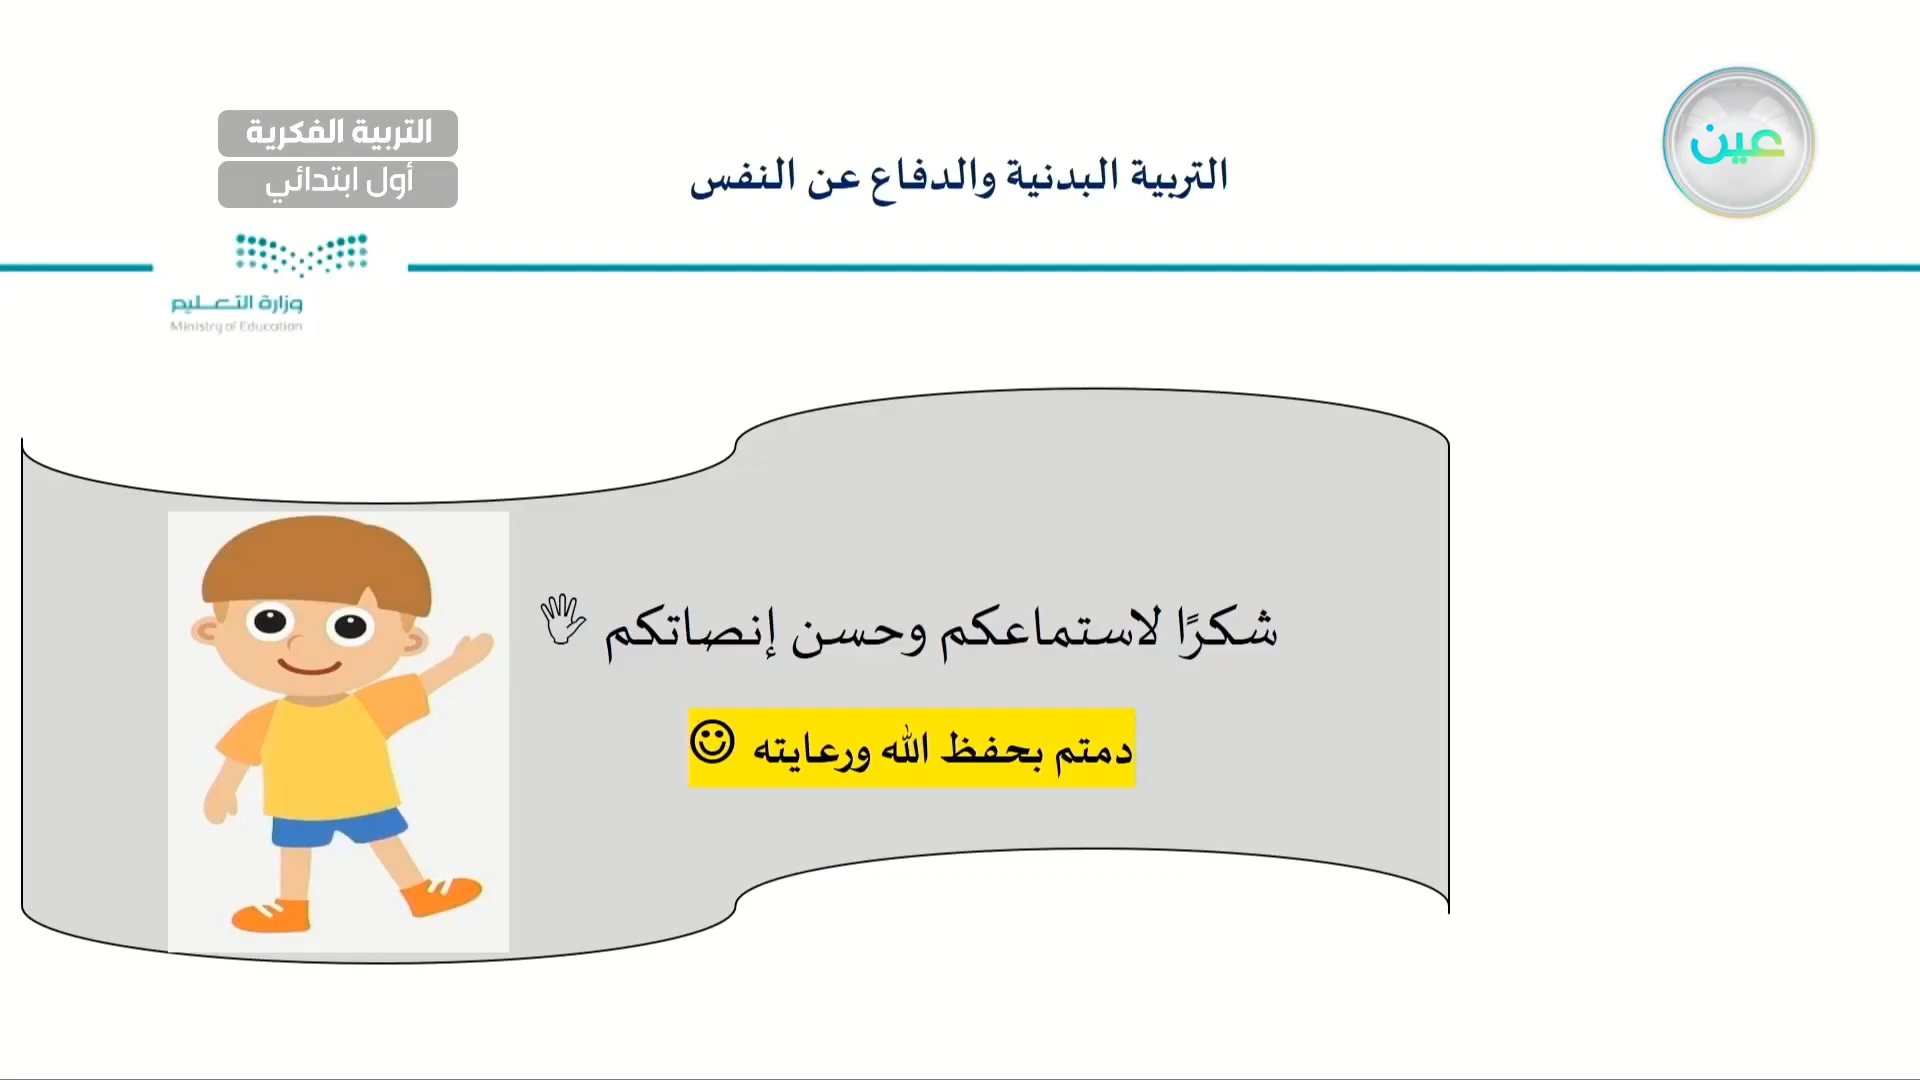 التربية الفكرية
أول ابتدائي
عين
التربية البدنية والدفاع عن النفس
وزارة التعليم
Ministry of Education
شكرًا لاستماعكم وحسن إنصاتكم
دمتم بحفظ الله ورعايته